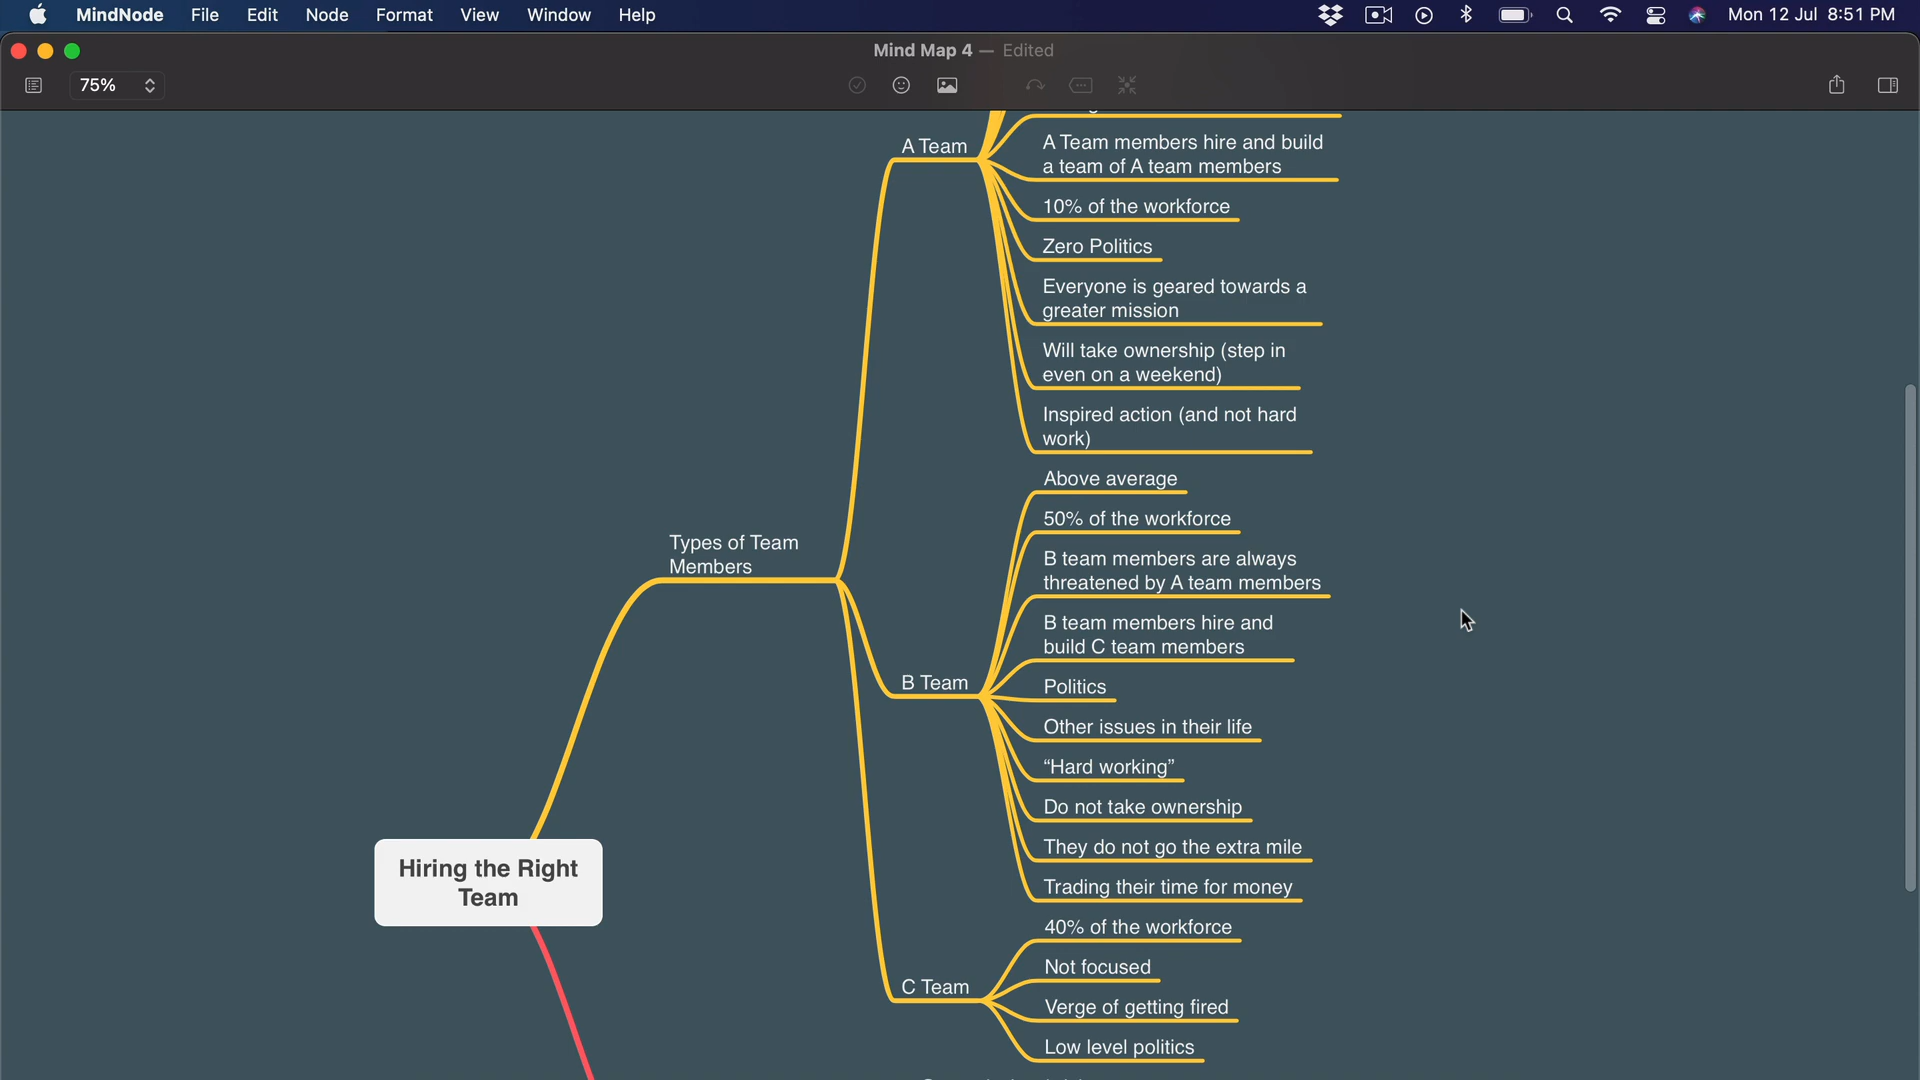 MindNode File Edit Node Format View Window Help Mon 12 Jul 8:51 PM
Mind Map 4 — Edited
75%
A Team
A Team members hire and build
a team of A team members
10% of the workforce
Zero Politics
Everyone is geared towards a
greater mission
Will take ownership (step in
even on a weekend)
Inspired action (and not hard
work)
Types of Team
Members
B Team
Above average
50% of the workforce
B team members are always
threatened by A team members
B team members hire and
build C team members
Politics
Other issues in their life
“Hard working”
Do not take ownership
They do not go the extra mile
Trading their time for money
Hiring the Right
Team
C Team
40% of the workforce
Not focused
Verge of getting fired
Low level politics